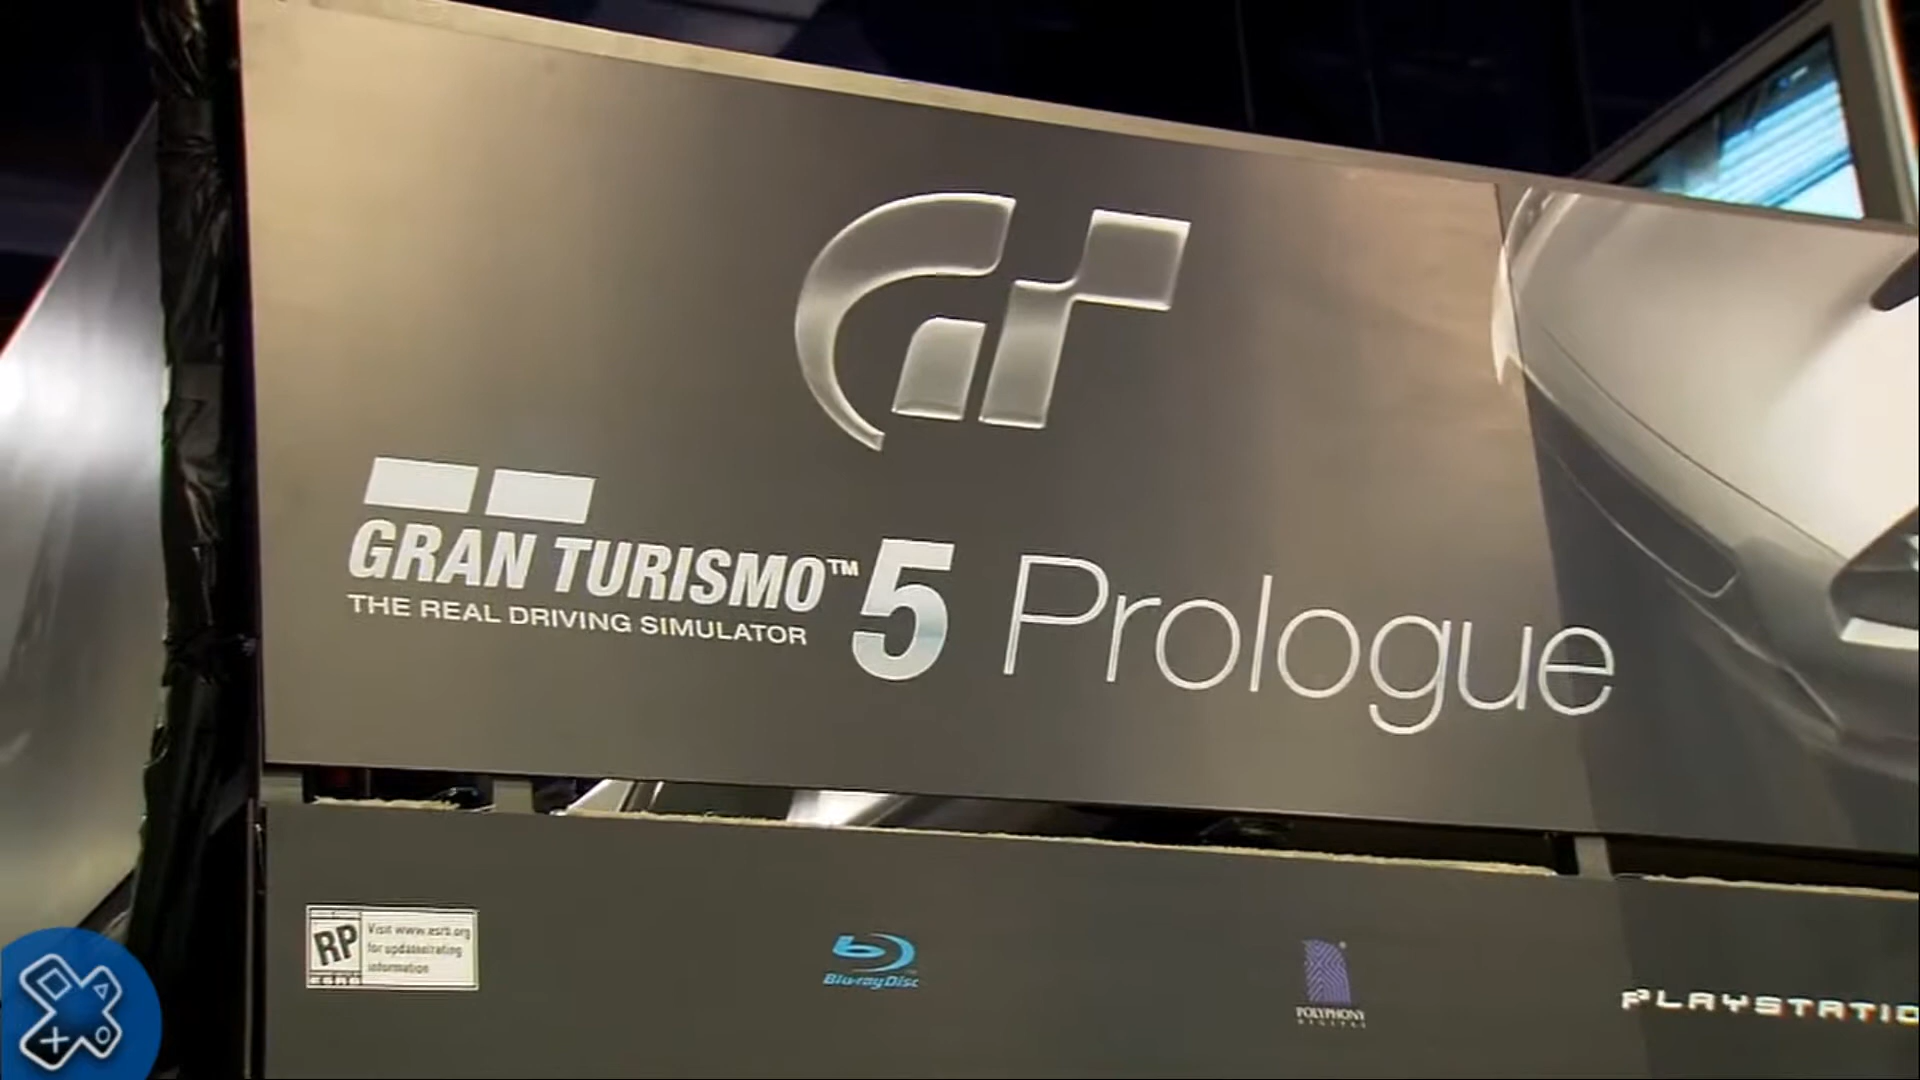 GT
GRAN TURISMO™ 5 Prologue
THE REAL DRIVING SIMULATOR
RP
Visit www.esrb.org
for updated rating
information
ESRB
Blu-ray Disc
POLYPHONY
DIGITAL
PLAYSTATIO